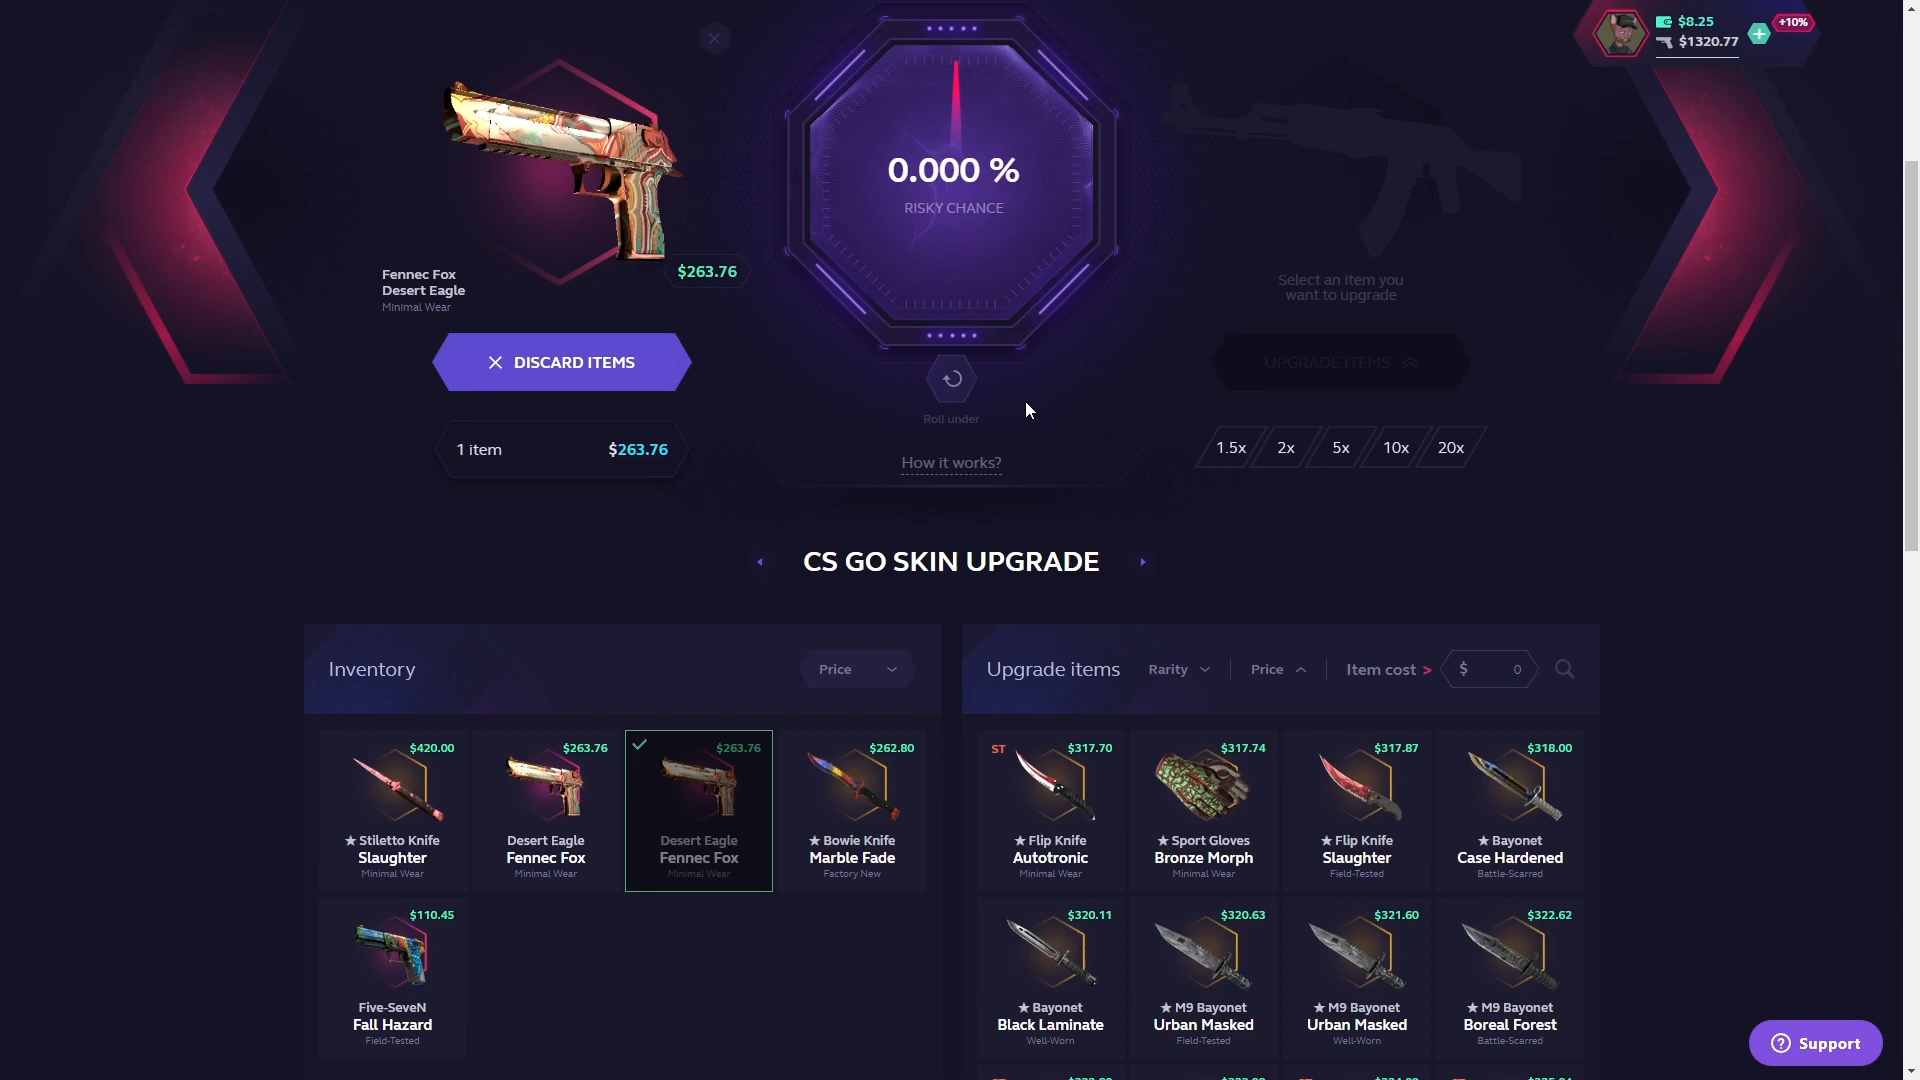 $8.25
+10%
$1320.77
0.000 %
RISKY CHANCE
$263.76
Fennec Fox
Desert Eagle
Minimal Wear
Select an item you
want to upgrade
DISCARD ITEMS
UPGRADE ITEMS
Roll under
1 item
$263.76
How it works?
1.5x
2x
5x
10x
20x
CS GO SKIN UPGRADE
Inventory
Price
Upgrade items
Rarity
Price
Item cost >
$
0
$420.00
★ Stiletto Knife
Slaughter
Minimal Wear
$263.76
Desert Eagle
Fennec Fox
Minimal Wear
$263.76
Desert Eagle
Fennec Fox
Minimal Wear
$262.80
★ Bowie Knife
Marble Fade
Factory New
$110.45
Five-SeveN
Fall Hazard
Field-Tested
ST
$317.70
★ Flip Knife
Autotronic
Minimal Wear
$317.74
★ Sport Gloves
Bronze Morph
Minimal Wear
$317.87
★ Flip Knife
Slaughter
Field-Tested
$318.00
★ Bayonet
Case Hardened
Battle-Scarred
$320.11
★ Bayonet
Black Laminate
Well-Worn
$320.63
★ M9 Bayonet
Urban Masked
Field-Tested
$321.60
★ M9 Bayonet
Urban Masked
Well-Worn
$322.62
★ M9 Bayonet
Boreal Forest
Battle-Scarred
Support